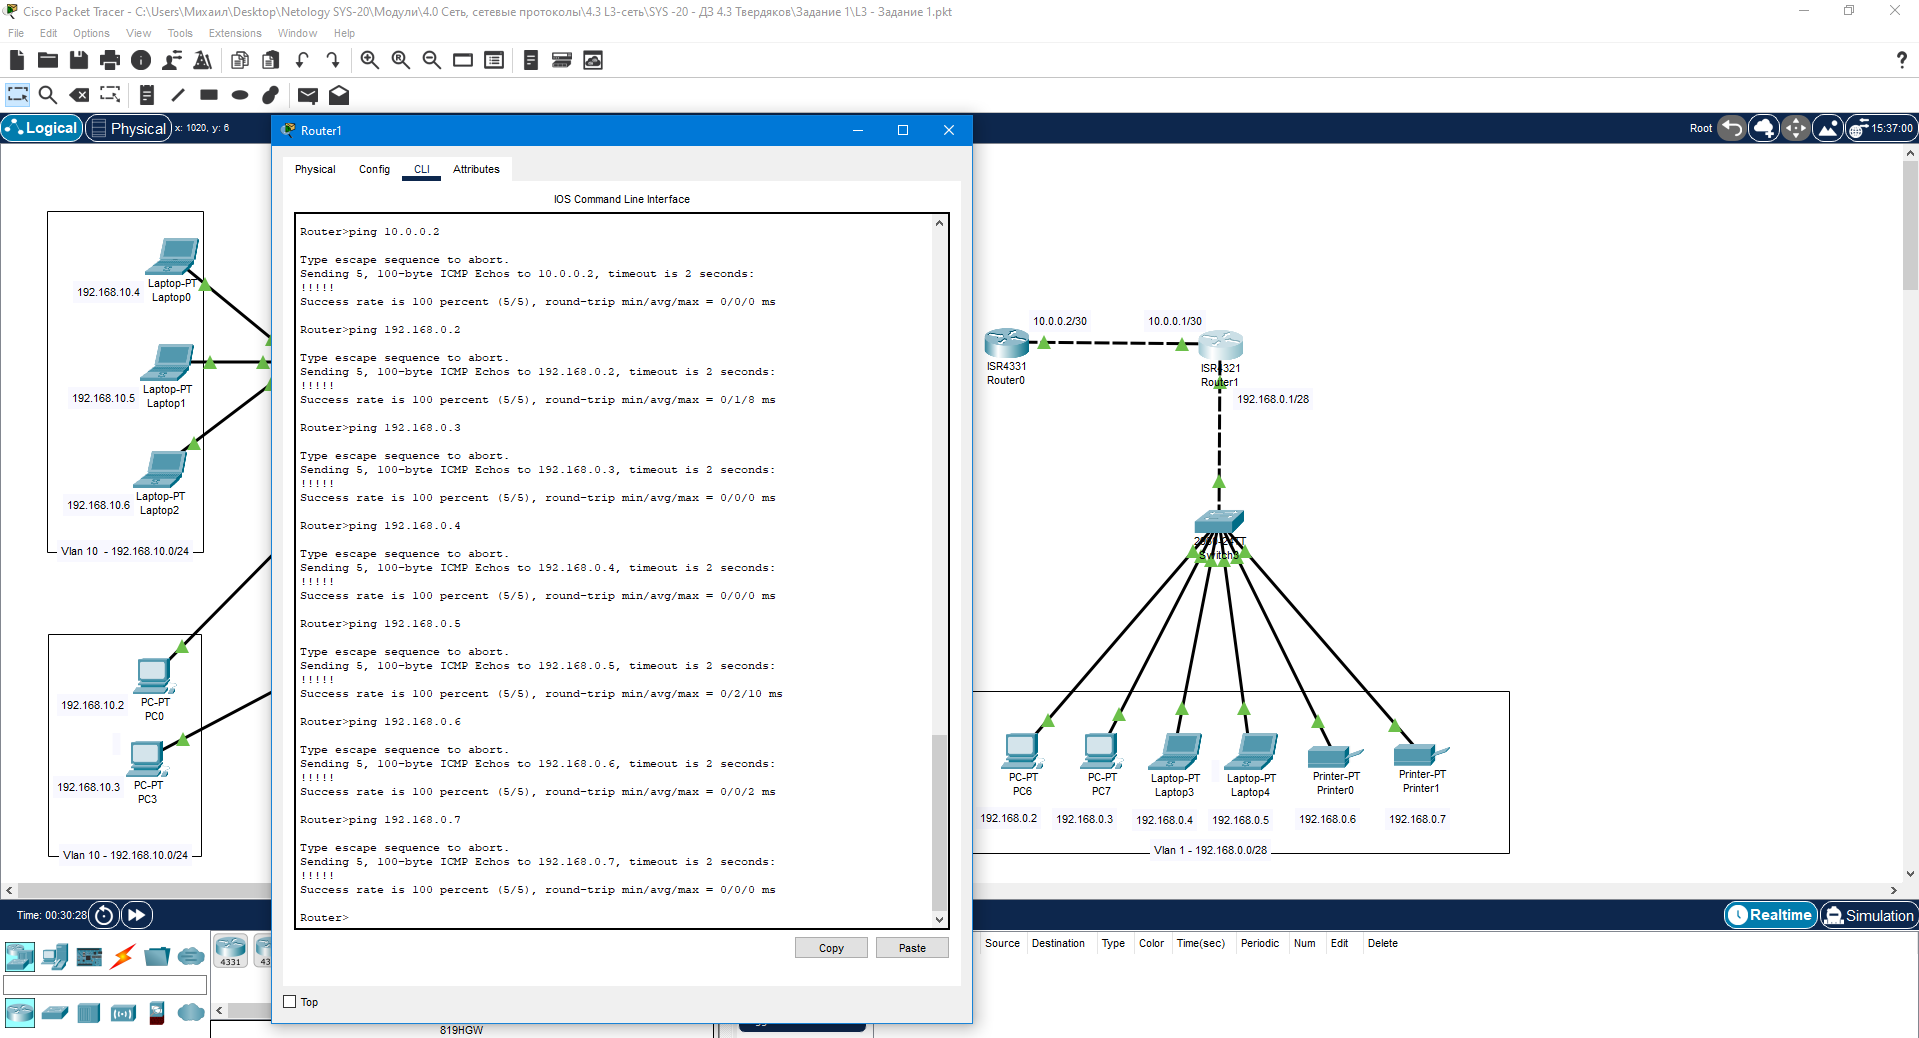 Cisco Packet Tracer - C:\Users\Михаил\Desktop\Netology SYS-20\Модули\4.0 Сеть, сетевые протоколы\4.3 L3-сеть\SYS -20 - ДЗ 4.3 Твердяков\Задание 1\L3 - Задание 1.pkt
File Edit Options View Tools Extensions Window Help
?
Logical Physical x: 1020, y: 6
Root 15:37:00
Router1
Physical Config CLI Attributes
IOS Command Line Interface
Router>ping 10.0.0.2
Type escape sequence to abort.
Sending 5, 100-byte ICMP Echos to 10.0.0.2, timeout is 2 seconds:
!!!!!
Success rate is 100 percent (5/5), round-trip min/avg/max = 0/0/0 ms
Router>ping 192.168.0.2
Type escape sequence to abort.
Sending 5, 100-byte ICMP Echos to 192.168.0.2, timeout is 2 seconds:
!!!!!
Success rate is 100 percent (5/5), round-trip min/avg/max = 0/1/8 ms
Router>ping 192.168.0.3
Type escape sequence to abort.
Sending 5, 100-byte ICMP Echos to 192.168.0.3, timeout is 2 seconds:
!!!!!
Success rate is 100 percent (5/5), round-trip min/avg/max = 0/0/0 ms
Router>ping 192.168.0.4
Type escape sequence to abort.
Sending 5, 100-byte ICMP Echos to 192.168.0.4, timeout is 2 seconds:
!!!!!
Success rate is 100 percent (5/5), round-trip min/avg/max = 0/0/0 ms
Router>ping 192.168.0.5
Type escape sequence to abort.
Sending 5, 100-byte ICMP Echos to 192.168.0.5, timeout is 2 seconds:
!!!!!
Success rate is 100 percent (5/5), round-trip min/avg/max = 0/2/10 ms
Router>ping 192.168.0.6
Type escape sequence to abort.
Sending 5, 100-byte ICMP Echos to 192.168.0.6, timeout is 2 seconds:
!!!!!
Success rate is 100 percent (5/5), round-trip min/avg/max = 0/0/2 ms
Router>ping 192.168.0.7
Type escape sequence to abort.
Sending 5, 100-byte ICMP Echos to 192.168.0.7, timeout is 2 seconds:
!!!!!
Success rate is 100 percent (5/5), round-trip min/avg/max = 0/0/0 ms
Router>
Copy Paste
Top
192.168.10.4
Laptop-PT
Laptop0
192.168.10.5
Laptop-PT
Laptop1
192.168.10.6
Laptop-PT
Laptop2
Vlan 10 - 192.168.10.0/24
192.168.10.2
PC-PT
PC0
192.168.10.3
PC-PT
PC3
Vlan 10 - 192.168.10.0/24
10.0.0.2/30
10.0.0.1/30
ISR4331
Router0
ISR4321
Router1
192.168.0.1/28
Switch3
PC-PT
PC6
PC-PT
PC7
Laptop-PT
Laptop3
Laptop-PT
Laptop4
Printer-PT
Printer0
Printer-PT
Printer1
192.168.0.2
192.168.0.3
192.168.0.4
192.168.0.5
192.168.0.6
192.168.0.7
Vlan 1 - 192.168.0.0/28
Time: 00:30:28
Realtime Simulation
4331
43
Source Destination Type Color Time(sec) Periodic Num Edit Delete
819HGW